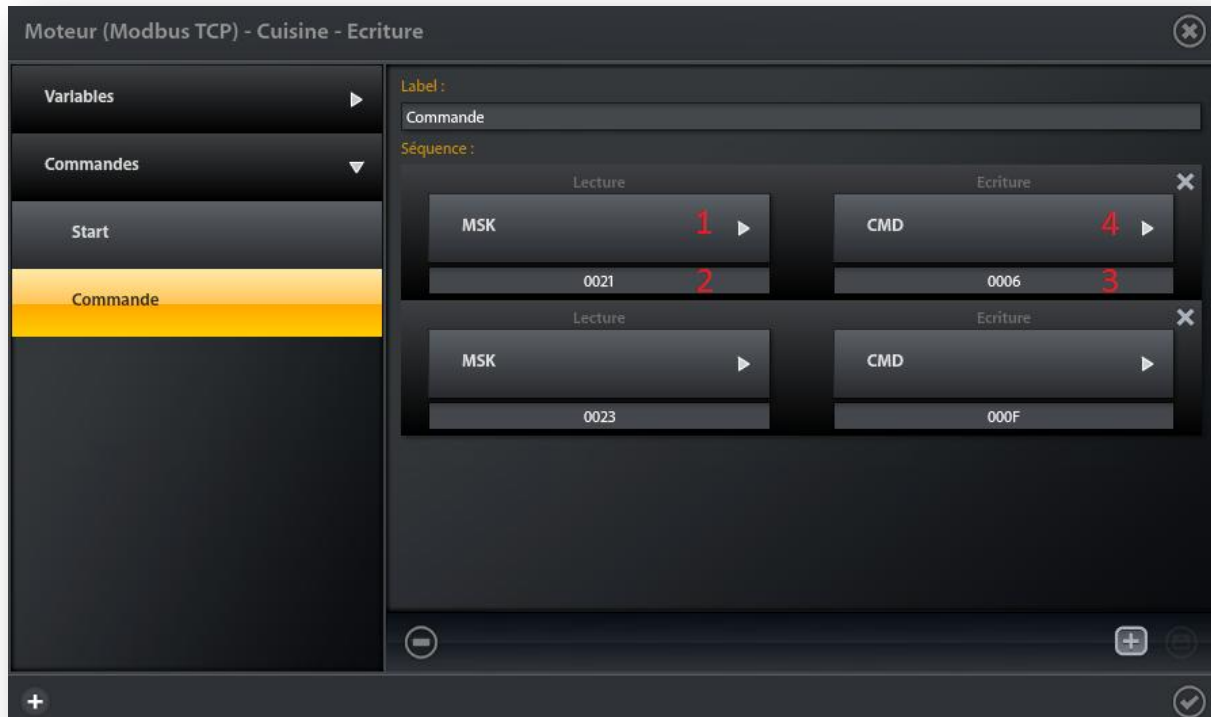 Moteur (Modbus TCP) - Cuisine - Ecriture
Variables
Commandes
Start
Commande
Label :
Commande
Séquence :
Lecture Ecriture
MSK 1 CMD 4
0021 2 0006 3
Lecture Ecriture
MSK CMD
0023 000F